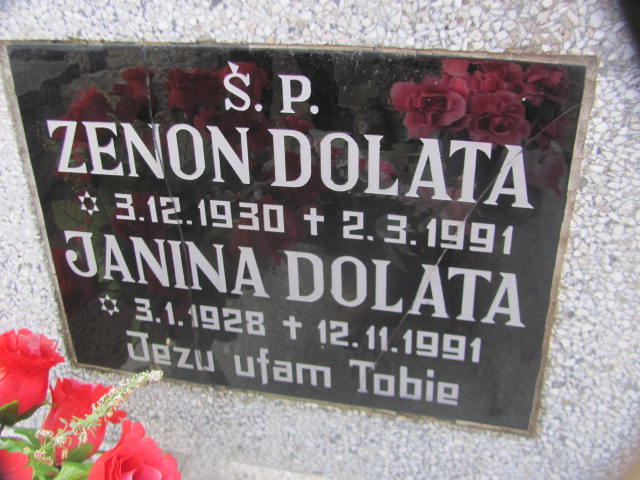 Ś. P.
ZENON DOLATA
✡ 3.12.1930 ✝ 2.3.1991
JANINA DOLATA
✡ 3.1.1928 ✝ 12.11.1991
Jezu ufam Tobie